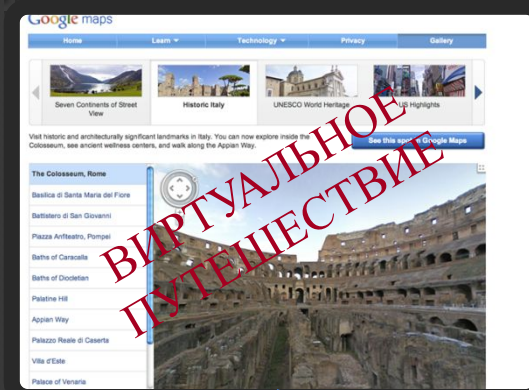 Google maps
Home Learn Technology Privacy Gallery
Seven Continents of Street View
Historic Italy
UNESCO World Heritage
US Highlights
Visit historic and architecturally significant landmarks in Italy. You can now explore inside the
Colosseum, see ancient wellness centers, and walk along the Appian Way.
See this spot in Google Maps
The Colosseum, Rome
Basilica di Santa Maria del Fiore
Battistero di San Giovanni
Piazza Anfiteatro, Pompei
Baths of Caracalla
Baths of Diocletian
Palatine Hill
Appian Way
Palazzo Reale di Caserta
Villa d'Este
Palace of Venaria
ВИРТУАЛЬНОЕ
ПУТЕШЕСТВИЕ